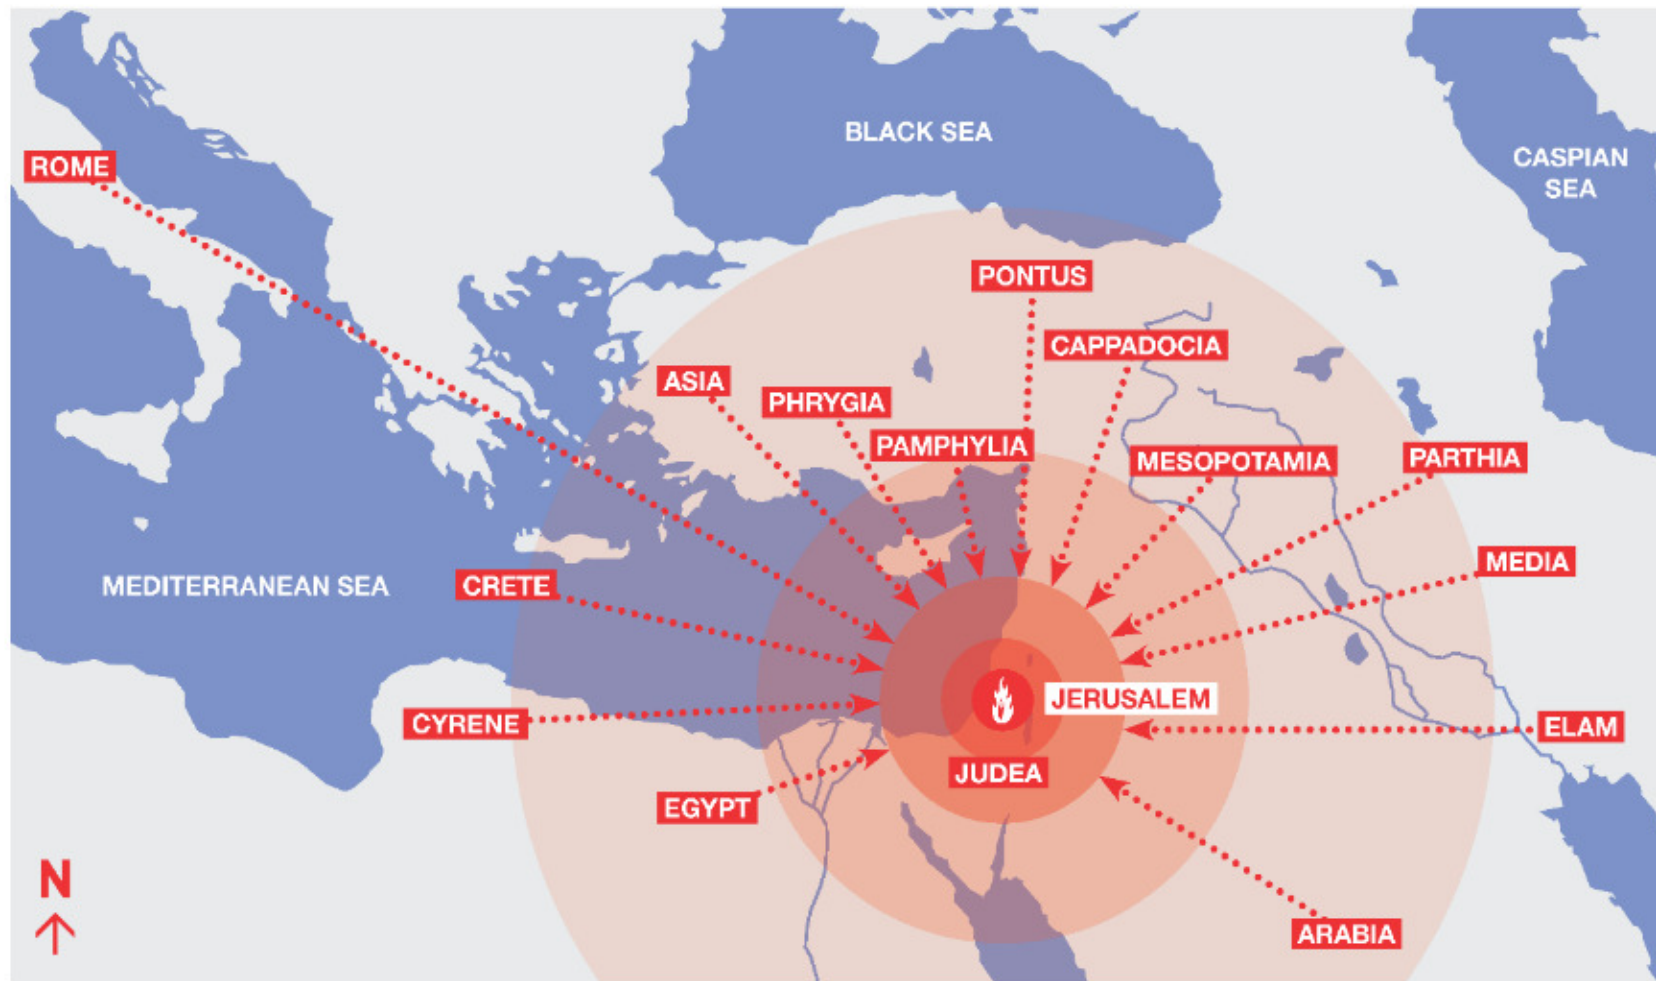 BLACK SEA
CASPIAN
SEA
ROME
PONTUS
CAPPADOCIA
ASIA
PHRYGIA
PAMPHYLIA
MESOPOTAMIA
PARTHIA
MEDIA
MEDITERRANEAN SEA
CRETE
JERUSALEM
CYRENE
ELAM
JUDEA
EGYPT
N
ARABIA